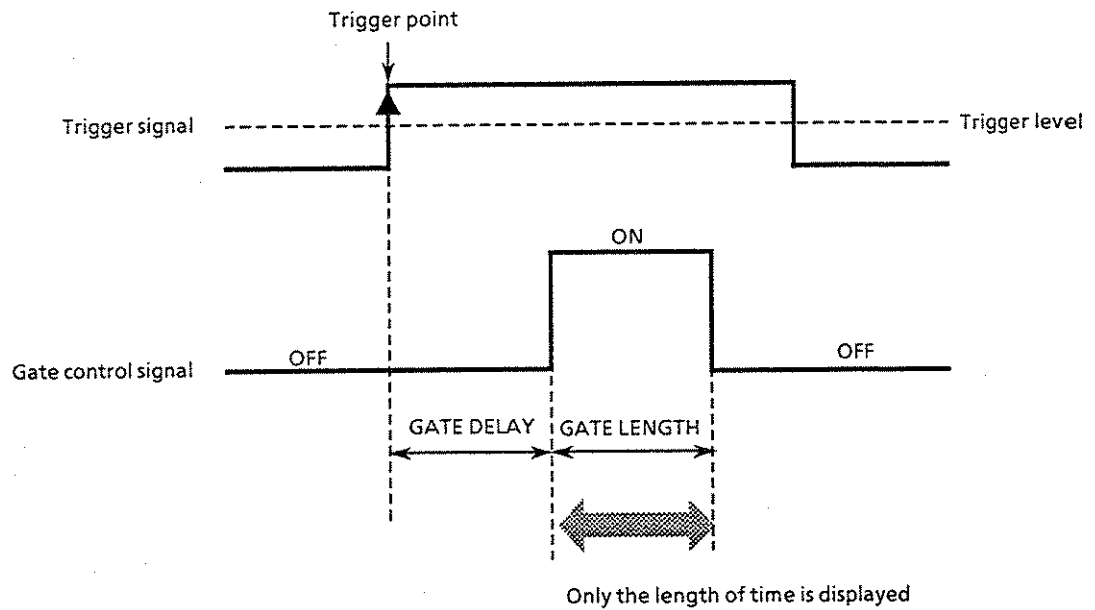 Trigger point
Trigger signal
Trigger level
ON
OFF
OFF
Gate control signal
GATE DELAY
GATE LENGTH
Only the length of time is displayed